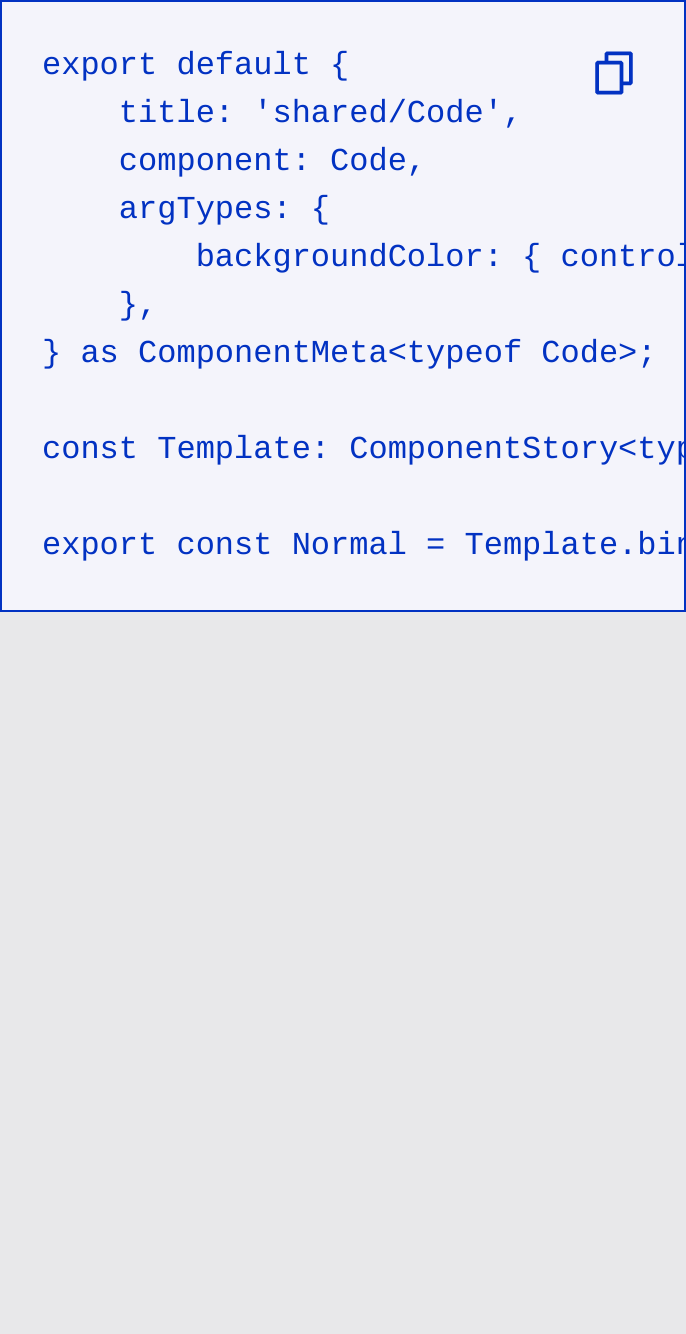 export default {
    title: 'shared/Code',
    component: Code,
    argTypes: {
        backgroundColor: { control
    },
} as ComponentMeta<typeof Code>;
const Template: ComponentStory<typ
export const Normal = Template.bin